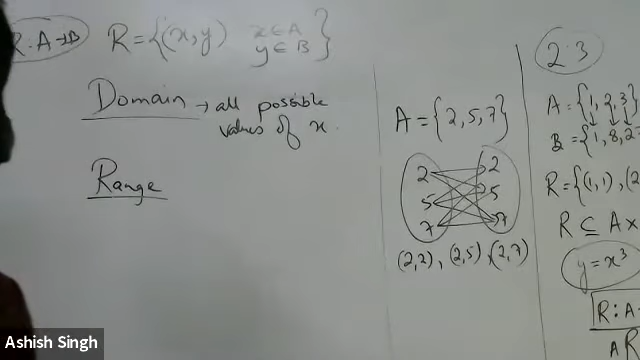 R: A→B
R = {(x, y) x ∈ A
y ∈ B}
Domain → all possible
values of x.
Range
A = {2, 5, 7}
2 2
5 5
7 7
(2,2), (2,5), (2,7)
2.3
A = {1, 2, 3}
B = {1, 8, 2
R = {(1,1), (2
R ⊆ A ×
y = x³
R: A
A R
Ashish Singh